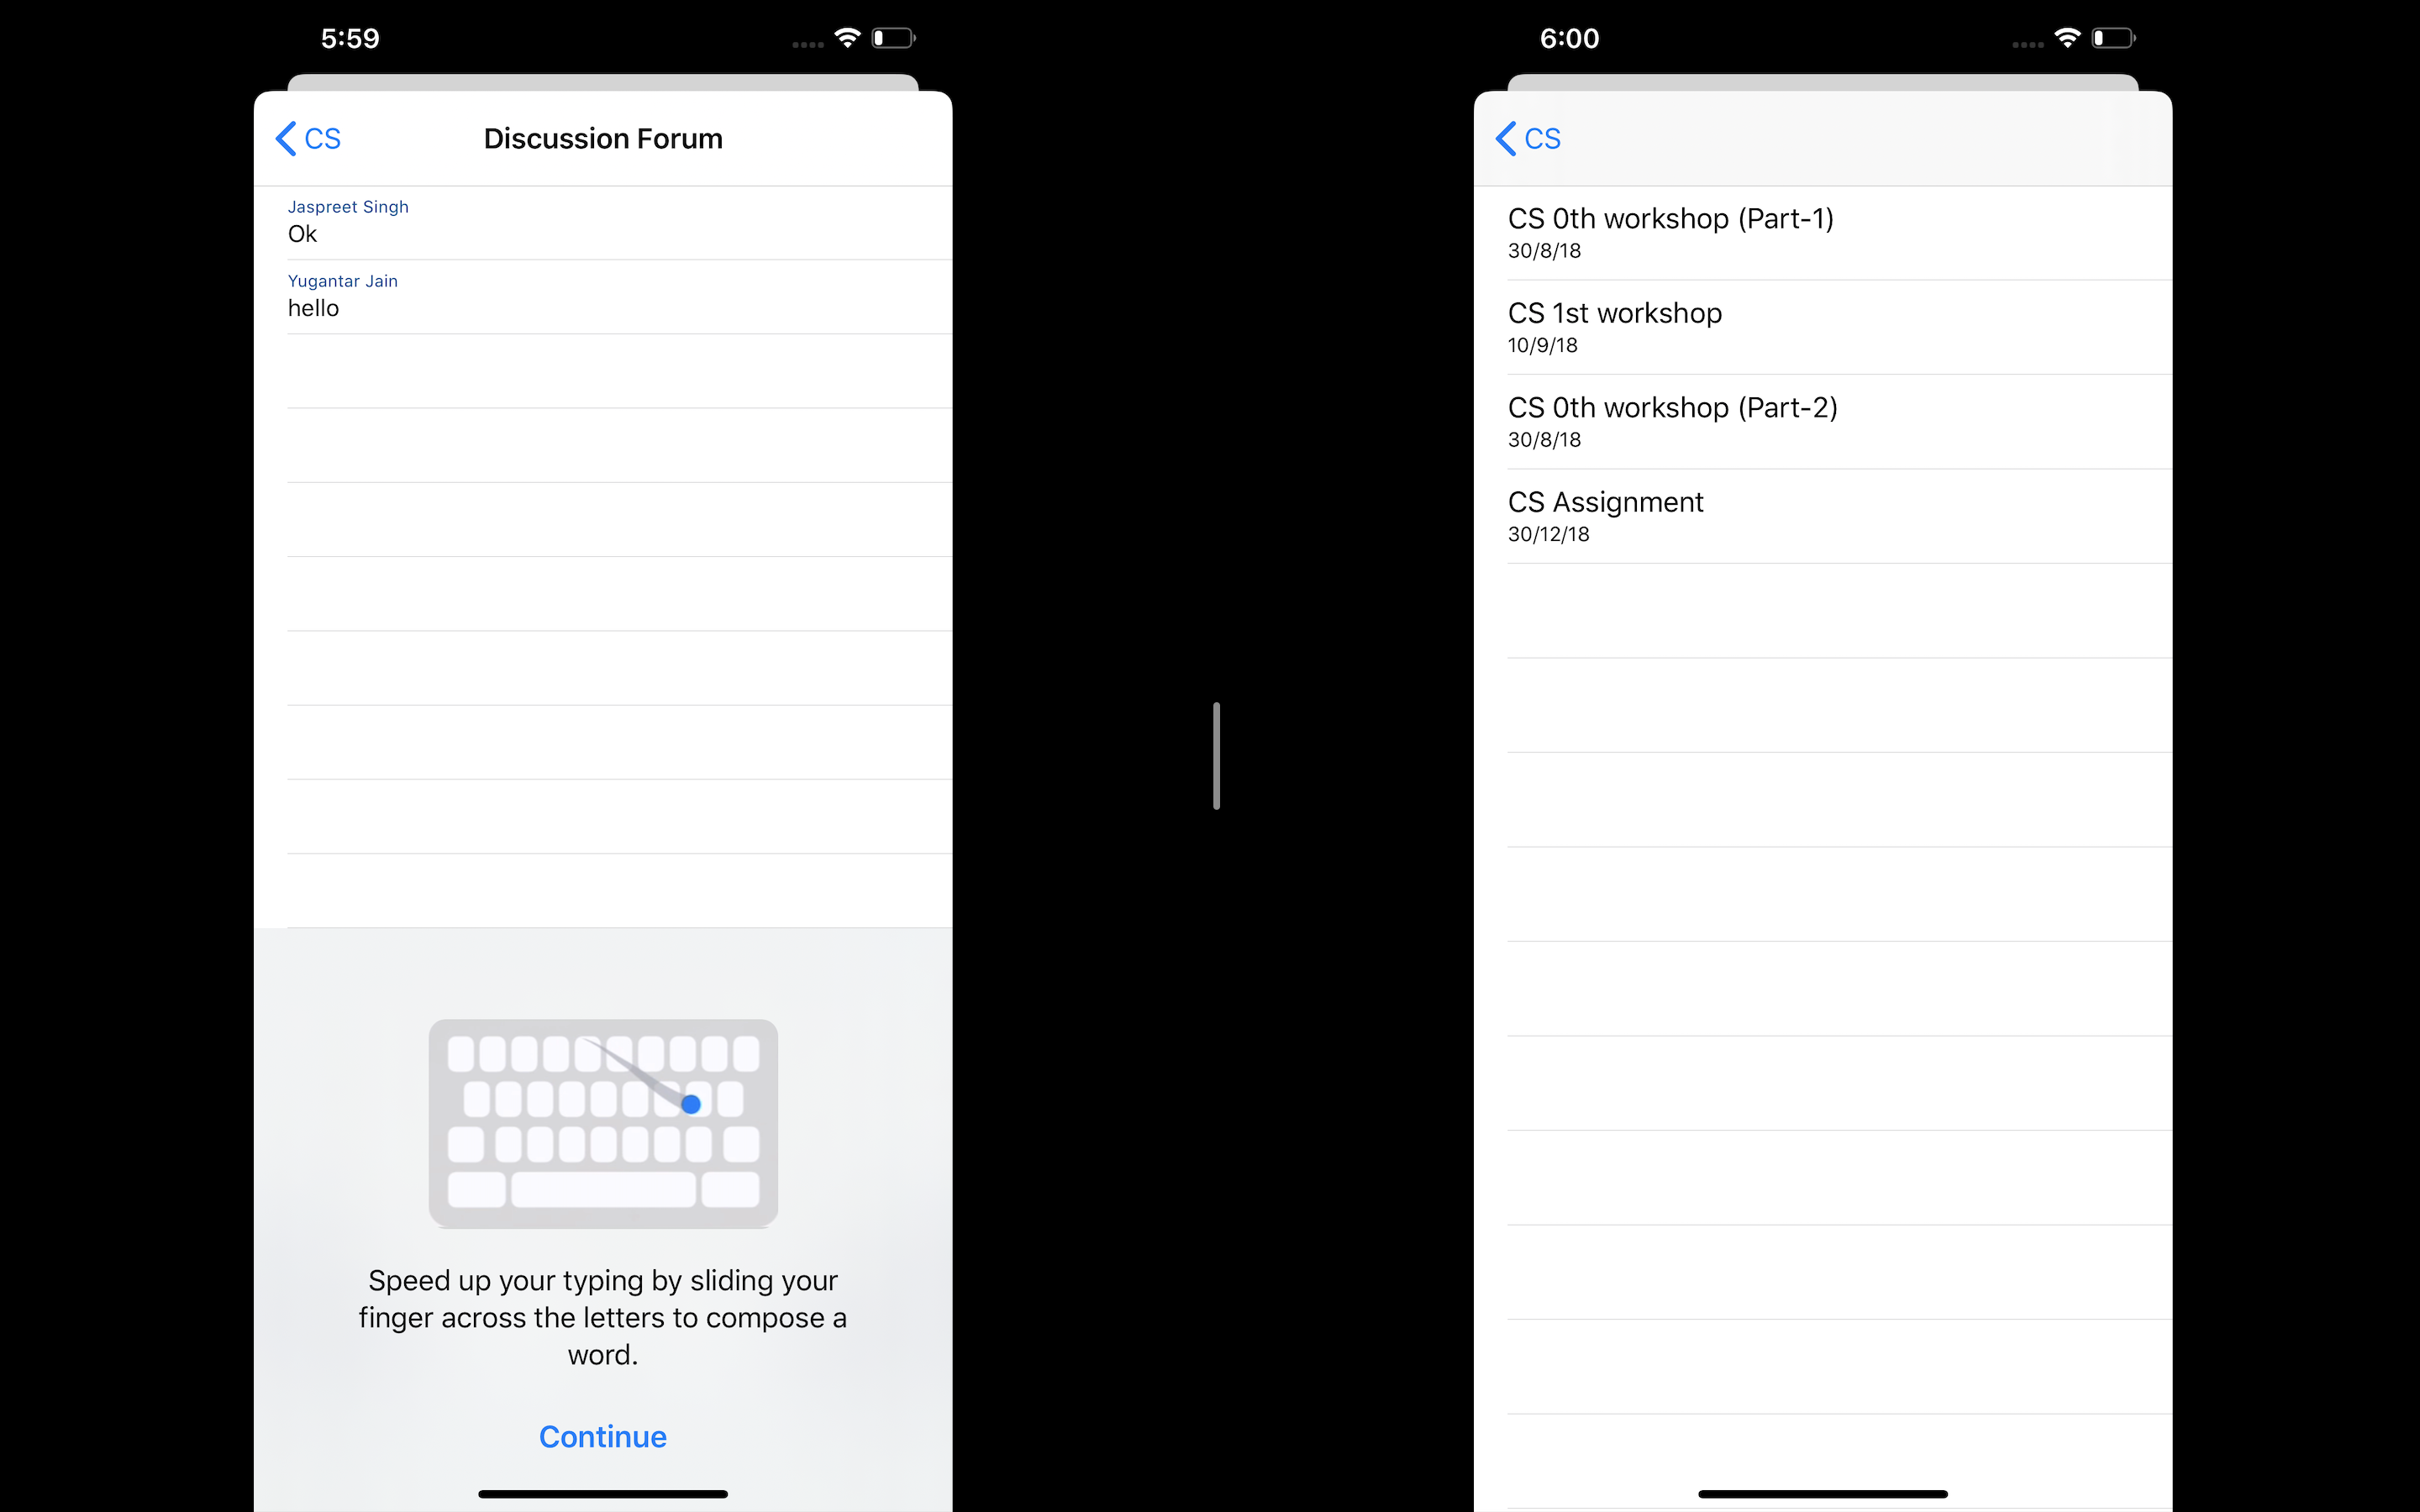 5:59
CS
Discussion Forum
Jaspreet Singh
Ok
Yugantar Jain
hello
Speed up your typing by sliding your
finger across the letters to compose a
word.
Continue
6:00
CS
CS 0th workshop (Part-1)
30/8/18
CS 1st workshop
10/9/18
CS 0th workshop (Part-2)
30/8/18
CS Assignment
30/12/18